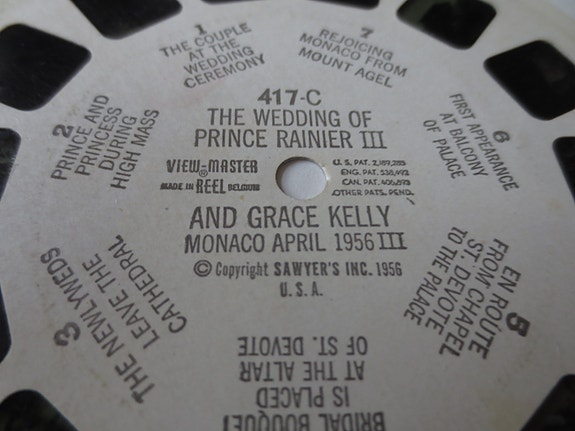 417-C
THE WEDDING OF
PRINCE RAINIER III
VIEW-MASTER
MADE IN REEL BELGIUM
U.S. PAT. 2,189,285
ENG. PAT. 538,492
CAN. PAT. 406,893
OTHER PATS. PEND.
AND GRACE KELLY
MONACO APRIL 1956 III
© Copyright SAWYER'S INC. 1956
U.S.A.
1
THE COUPLE
AT THE
WEDDING
CEREMONY
2
PRINCE AND
PRINCESS
DURING
HIGH MASS
3
THE NEWLYWEDS
LEAVE THE
CATHEDRAL
BRIDAL BOUQUET
IS PLACED
AT THE ALTAR
OF ST. DEVOTE
5
EN ROUTE
FROM CHAPEL
ST. DEVOTE
TO THE PALACE
6
FIRST APPEARANCE
AT BALCONY
OF PALACE
7
REJOICING
MONACO FROM
MOUNT AGEL